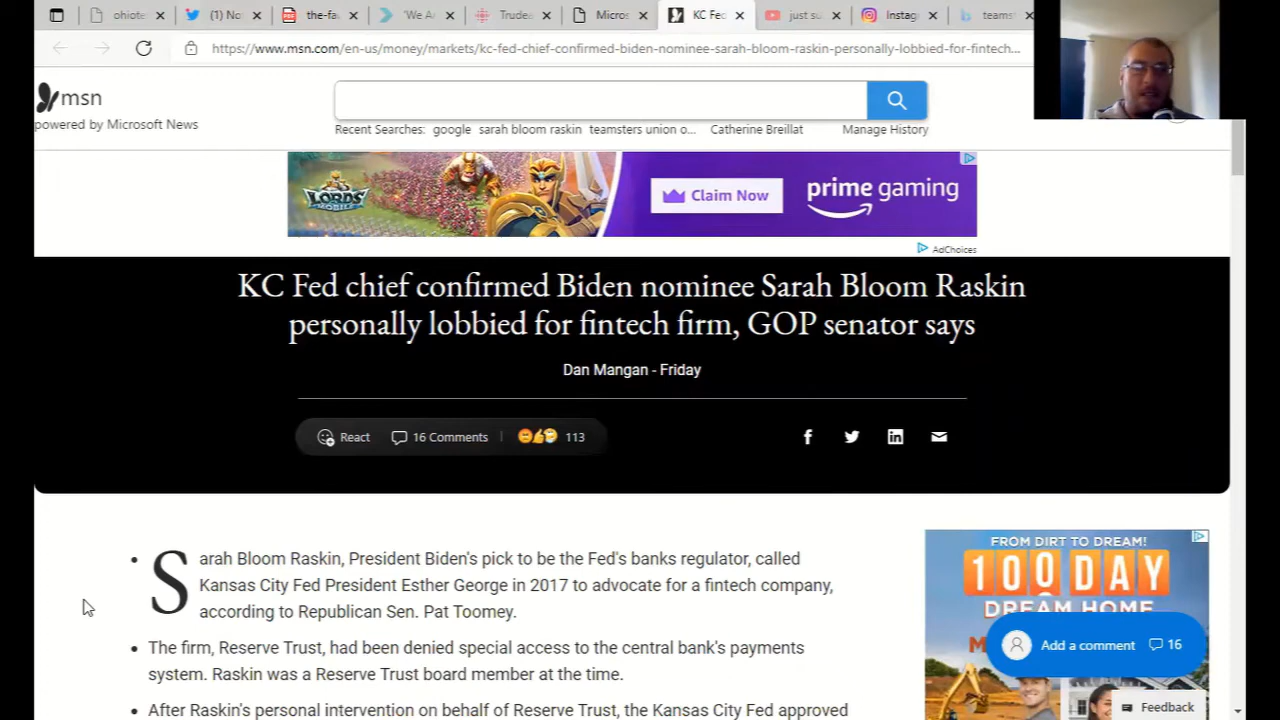 ohiote
(1) No
the-fa
"We A
Trude
Micros
KC Fed
just su
Instag
teams
https://www.msn.com/en-us/money/markets/kc-fed-chief-confirmed-biden-nominee-sarah-bloom-raskin-personally-lobbied-for-fintech...
msn
powered by Microsoft News
Recent Searches: google sarah bloom raskin teamsters union o... Catherine Breillat Manage History
LORDS MOBILE
Claim Now
prime gaming
AdChoices
KC Fed chief confirmed Biden nominee Sarah Bloom Raskin
personally lobbied for fintech firm, GOP senator says
Dan Mangan - Friday
React 16 Comments 113
Sarah Bloom Raskin, President Biden's pick to be the Fed's banks regulator, called
Kansas City Fed President Esther George in 2017 to advocate for a fintech company,
according to Republican Sen. Pat Toomey.
The firm, Reserve Trust, had been denied special access to the central bank's payments
system. Raskin was a Reserve Trust board member at the time.
After Raskin's personal intervention on behalf of Reserve Trust, the Kansas City Fed approved
FROM DIRT TO DREAM!
100 DAY
DREAM HOME
Add a comment 16
Feedback